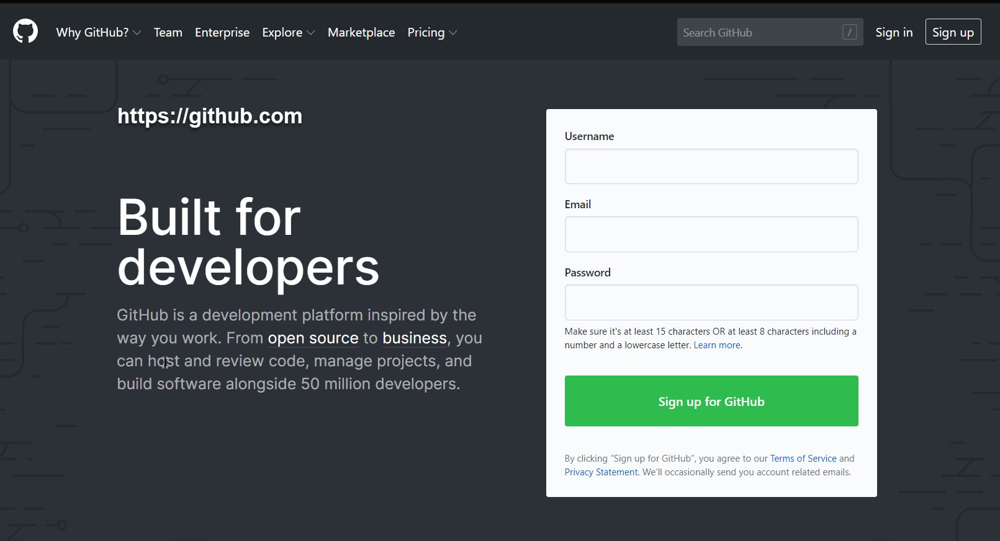 Why GitHub? Team Enterprise Explore Marketplace Pricing Search GitHub / Sign in Sign up
https://github.com
Built for
developers
GitHub is a development platform inspired by the
way you work. From open source to business, you
can host and review code, manage projects, and
build software alongside 50 million developers.
Username
Email
Password
Make sure it's at least 15 characters OR at least 8 characters including a
number and a lowercase letter. Learn more.
Sign up for GitHub
By clicking “Sign up for GitHub”, you agree to our Terms of Service and
Privacy Statement. We’ll occasionally send you account related emails.